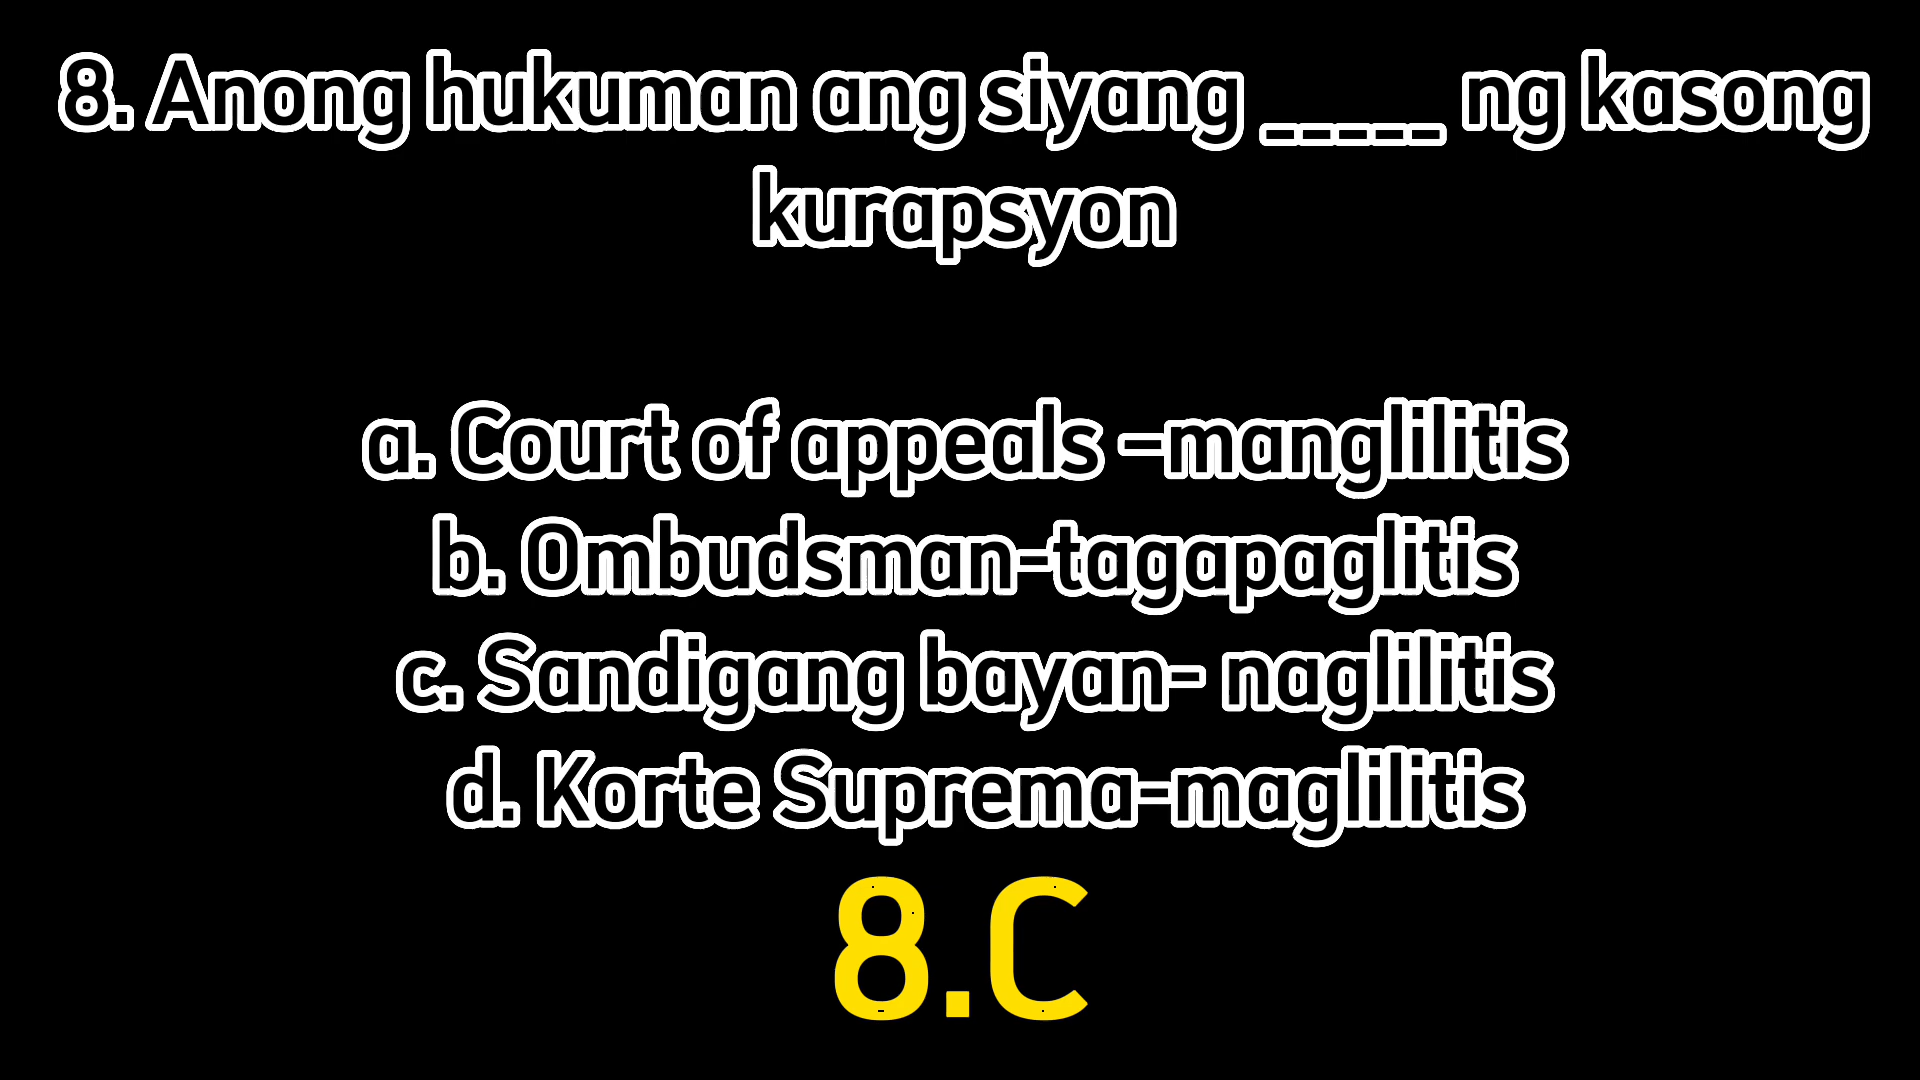 8. Anong hukuman ang siyang _____ ng kasong
kurapsyon
a. Court of appeals -manglilitis
b. Ombudsman-tagapaglitis
c. Sandigang bayan- naglilitis
d. Korte Suprema-maglilitis
8.C